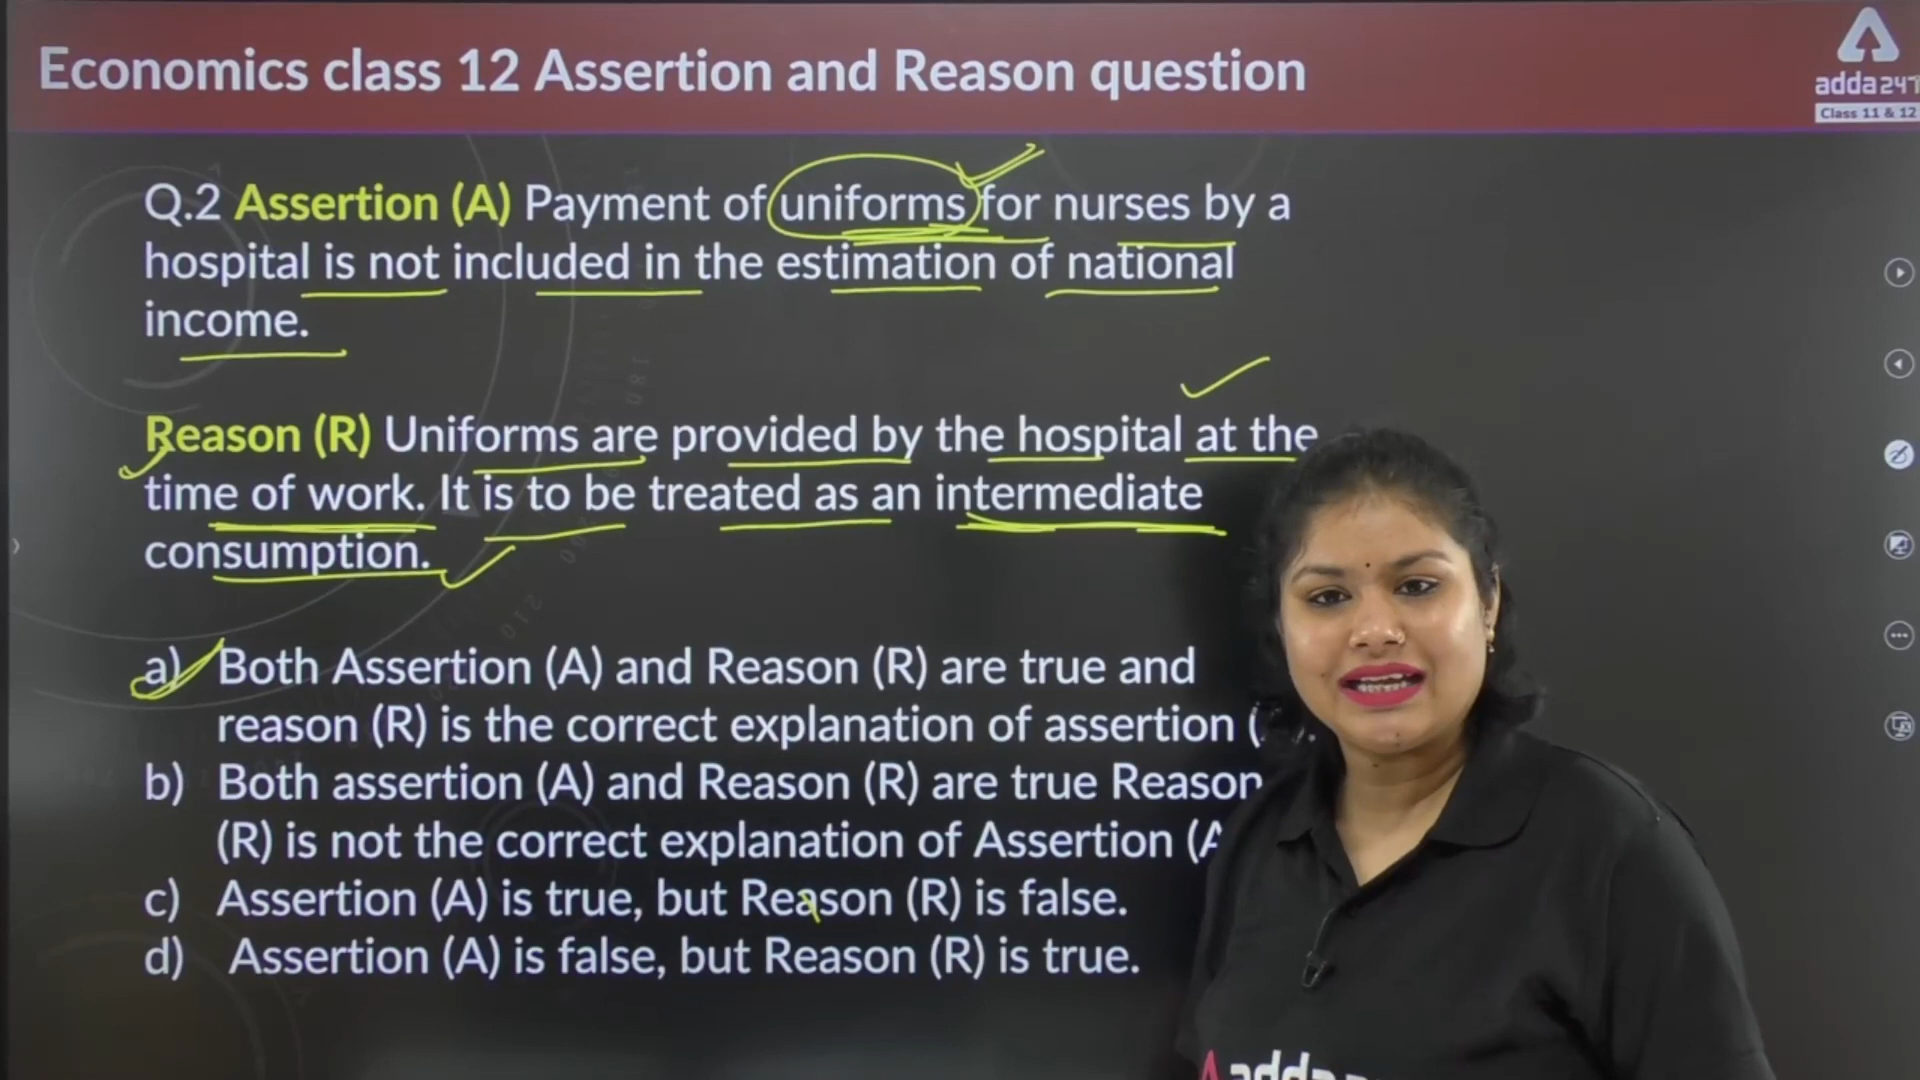 Economics class 12 Assertion and Reason question
adda247
Class 11 & 12
Q.2 Assertion (A) Payment of uniforms for nurses by a
hospital is not included in the estimation of national
income.
Reason (R) Uniforms are provided by the hospital at the
time of work. It is to be treated as an intermediate
consumption.
a) Both Assertion (A) and Reason (R) are true and
reason (R) is the correct explanation of assertion (
b) Both assertion (A) and Reason (R) are true Reason
(R) is not the correct explanation of Assertion (A
c) Assertion (A) is true, but Reason (R) is false.
d) Assertion (A) is false, but Reason (R) is true.